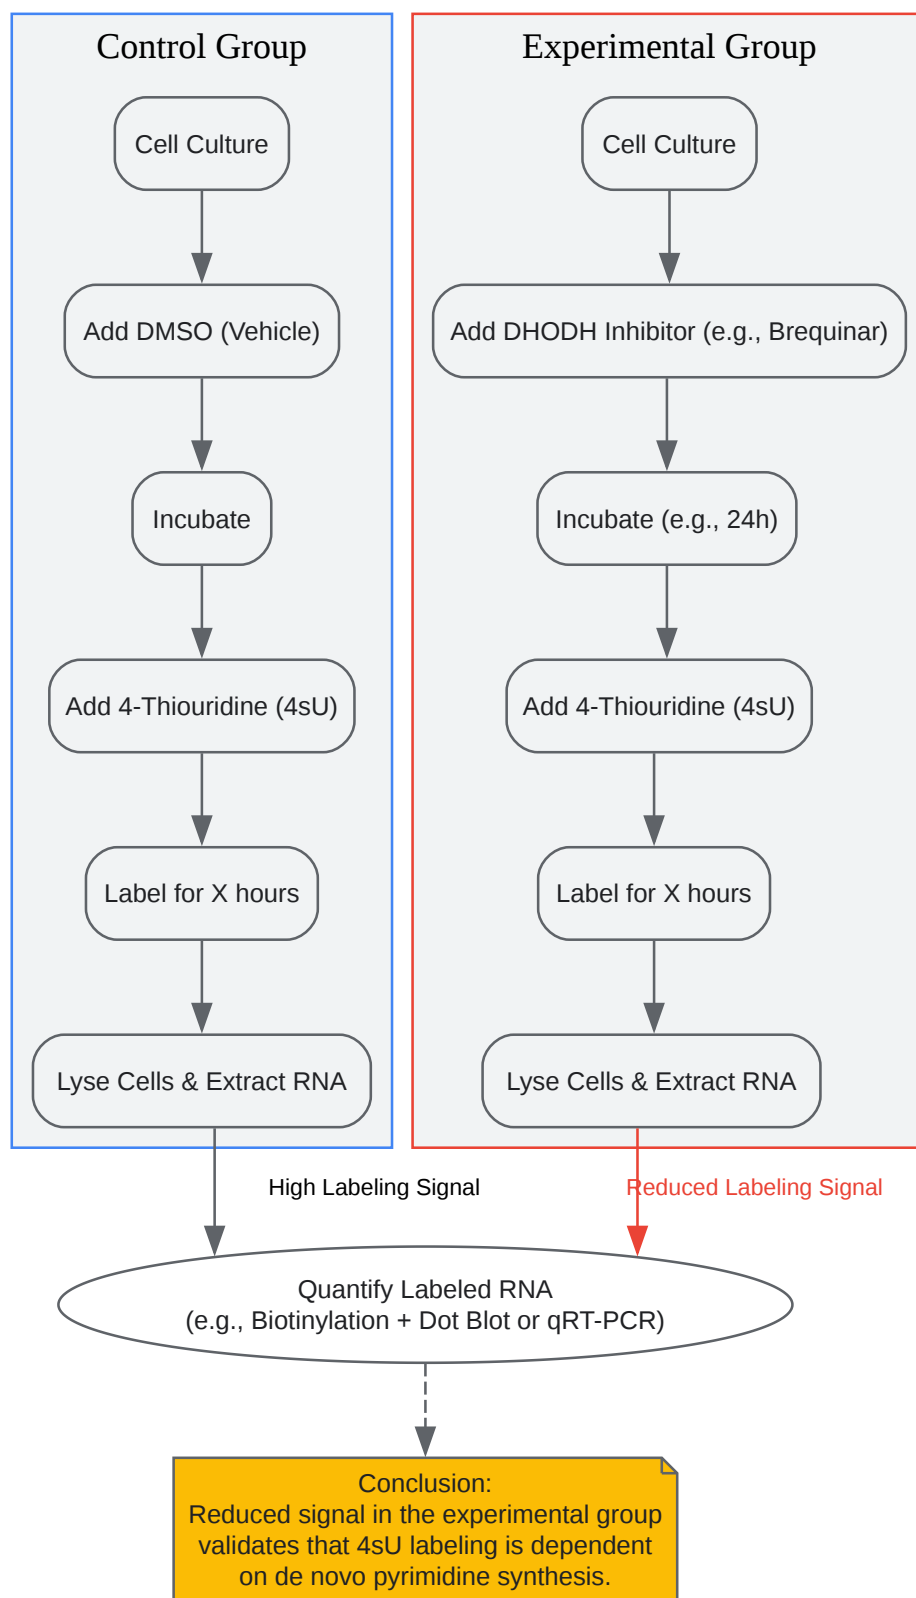 Control Group
Cell Culture
Add DMSO (Vehicle)
Incubate
Add 4-Thiouridine (4sU)
Label for X hours
Lyse Cells & Extract RNA
Experimental Group
Cell Culture
Add DHODH Inhibitor (e.g., Brequinar)
Incubate (e.g., 24h)
Add 4-Thiouridine (4sU)
Label for X hours
Lyse Cells & Extract RNA
High Labeling Signal
Reduced Labeling Signal
Quantify Labeled RNA
(e.g., Biotinylation + Dot Blot or qRT-PCR)
Conclusion:
Reduced signal in the experimental group
validates that 4sU labeling is dependent
on de novo pyrimidine synthesis.